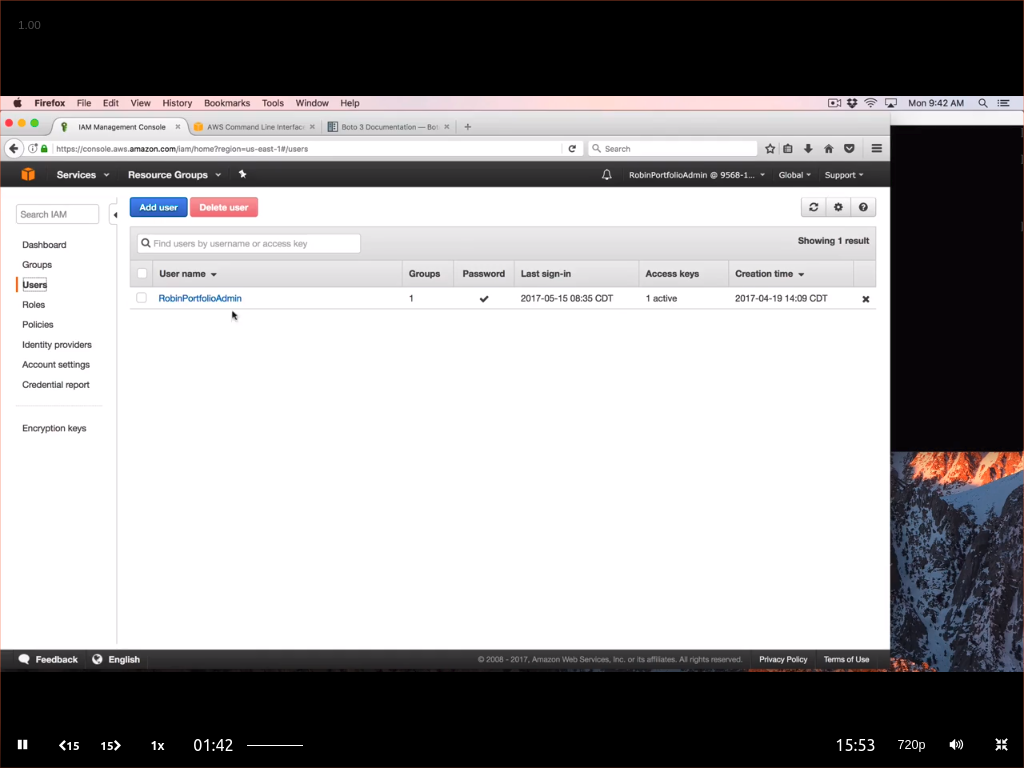 1.00
Firefox File Edit View History Bookmarks Tools Window Help Mon 9:42 AM
IAM Management Console × AWS Command Line Interfac × Boto 3 Documentation — Bo × +
https://console.aws.amazon.com/iam/home?region=us-east-1#/users Search
Services Resource Groups RobinPortfolioAdmin @ 9568-1... Global Support
Search IAM Add user Delete user
Find users by username or access key Showing 1 result
Dashboard
Groups
Users
Roles
Policies
Identity providers
Account settings
Credential report
Encryption keys
User name Groups Password Last sign-in Access keys Creation time
RobinPortfolioAdmin 1 ✔ 2017-05-15 08:35 CDT 1 active 2017-04-19 14:09 CDT ✖
Feedback English © 2008 - 2017, Amazon Web Services, Inc. or its affiliates. All rights reserved. Privacy Policy Terms of Use
15 15 1x 01:42 15:53 720p